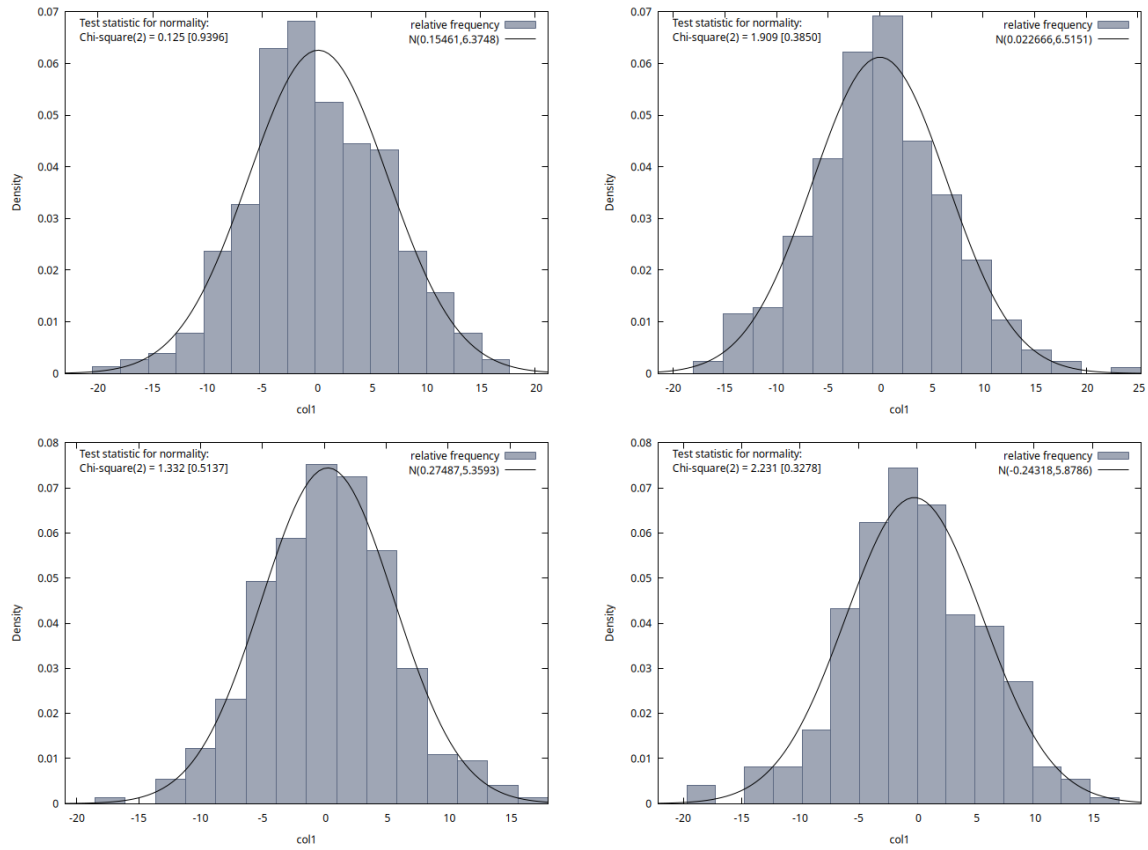 Test statistic for normality:
Chi-square(2) = 0.125 [0.9396]
relative frequency
N(0.15461,6.3748)
0.07
0.06
0.05
0.04
0.03
0.02
0.01
0
Density
-20 -15 -10 -5 0 5 10 15 20
col1
Test statistic for normality:
Chi-square(2) = 1.909 [0.3850]
relative frequency
N(0.022666,6.5151)
0.07
0.06
0.05
0.04
0.03
0.02
0.01
0
Density
-20 -15 -10 -5 0 5 10 15 20 25
col1
Test statistic for normality:
Chi-square(2) = 1.332 [0.5137]
relative frequency
N(0.27487,5.3593)
0.08
0.07
0.06
0.05
0.04
0.03
0.02
0.01
0
Density
-20 -15 -10 -5 0 5 10 15
col1
Test statistic for normality:
Chi-square(2) = 2.231 [0.3278]
relative frequency
N(-0.24318,5.8786)
0.08
0.07
0.06
0.05
0.04
0.03
0.02
0.01
0
Density
-20 -15 -10 -5 0 5 10 15
col1